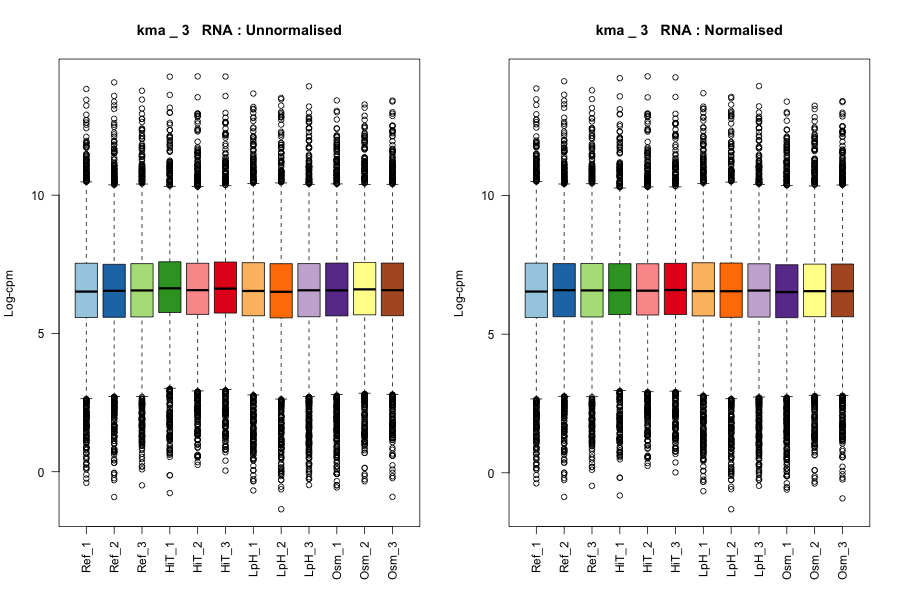 kma _ 3   RNA : Unnormalised
Log-cpm
10
5
0
Ref_1
Ref_2
Ref_3
HiT_1
HiT_2
HiT_3
LpH_1
LpH_2
LpH_3
Osm_1
Osm_2
Osm_3
kma _ 3   RNA : Normalised
Log-cpm
10
5
0
Ref_1
Ref_2
Ref_3
HiT_1
HiT_2
HiT_3
LpH_1
LpH_2
LpH_3
Osm_1
Osm_2
Osm_3